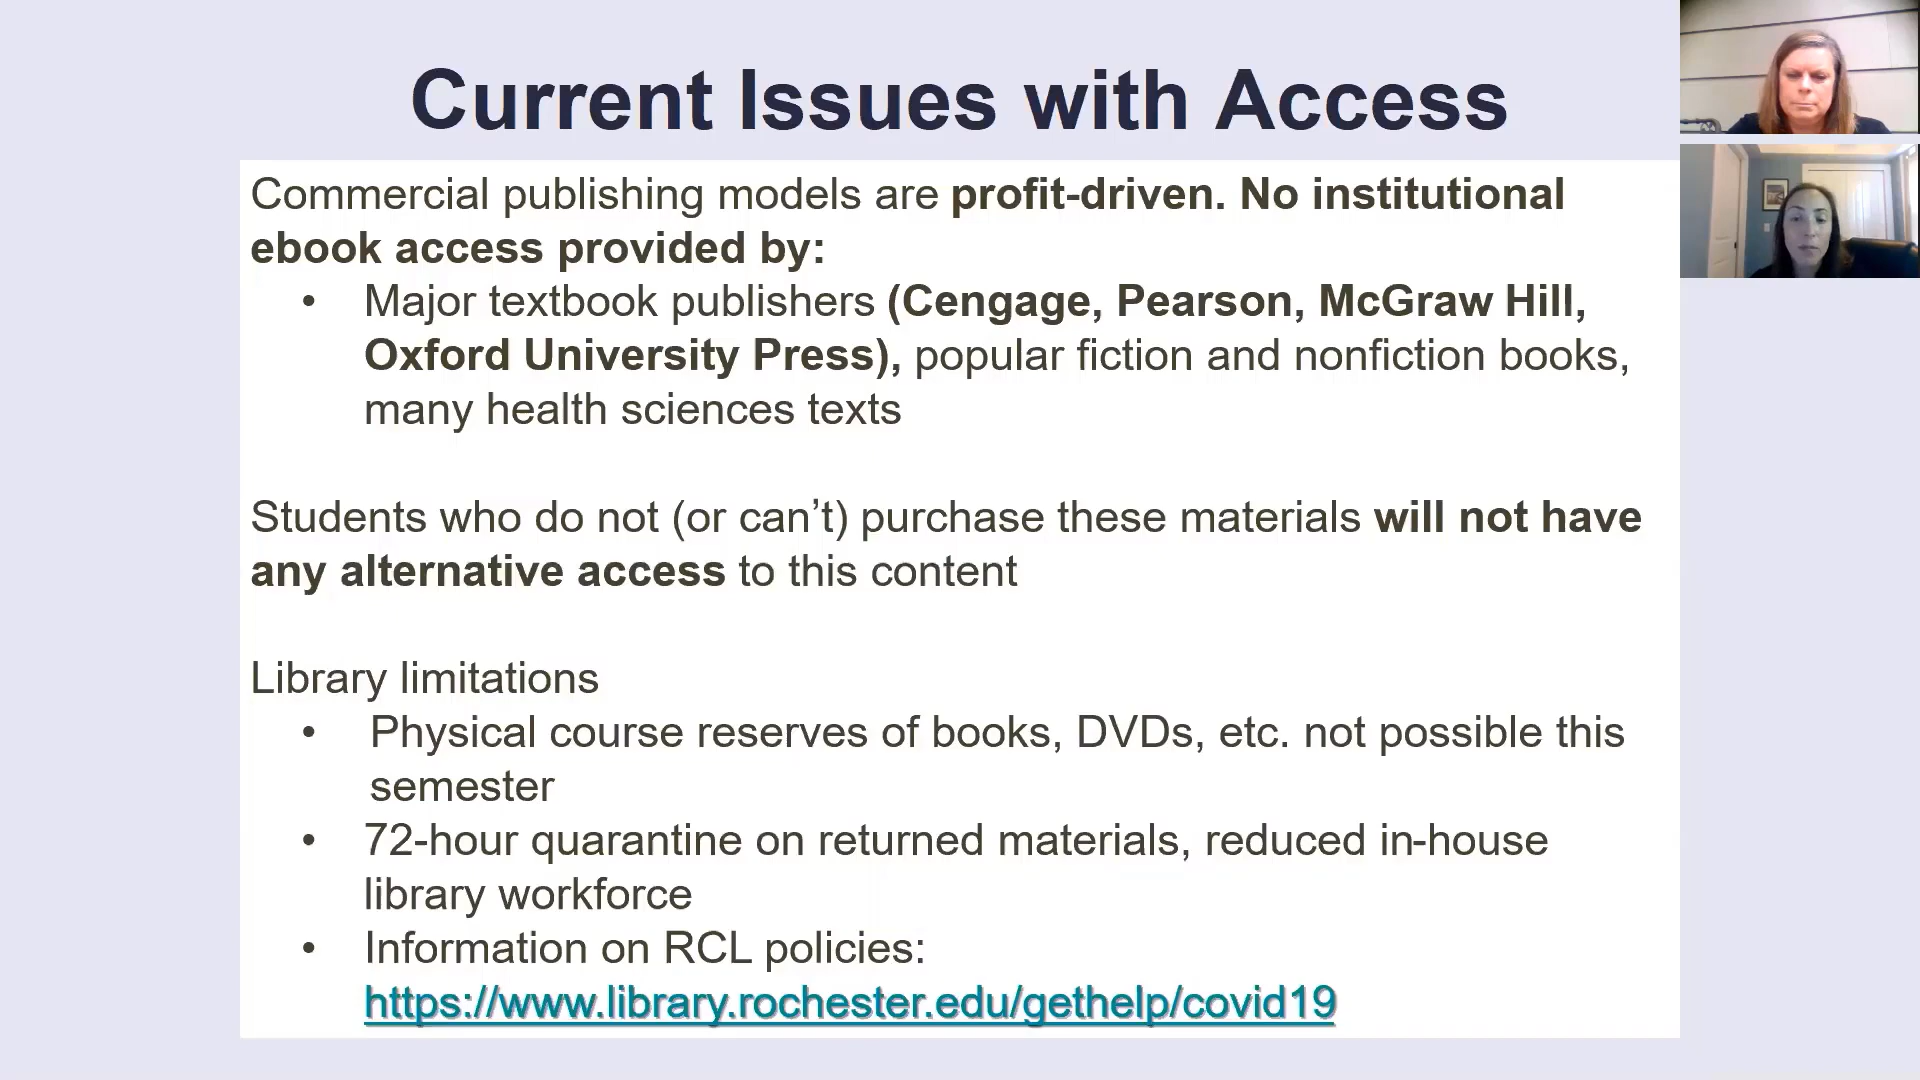 Current Issues with Access
Commercial publishing models are profit-driven. No institutional
ebook access provided by:
• Major textbook publishers (Cengage, Pearson, McGraw Hill,
Oxford University Press), popular fiction and nonfiction books,
many health sciences texts
Students who do not (or can’t) purchase these materials will not have
any alternative access to this content
Library limitations
• Physical course reserves of books, DVDs, etc. not possible this
semester
• 72-hour quarantine on returned materials, reduced in-house
library workforce
• Information on RCL policies:
https://www.library.rochester.edu/gethelp/covid19